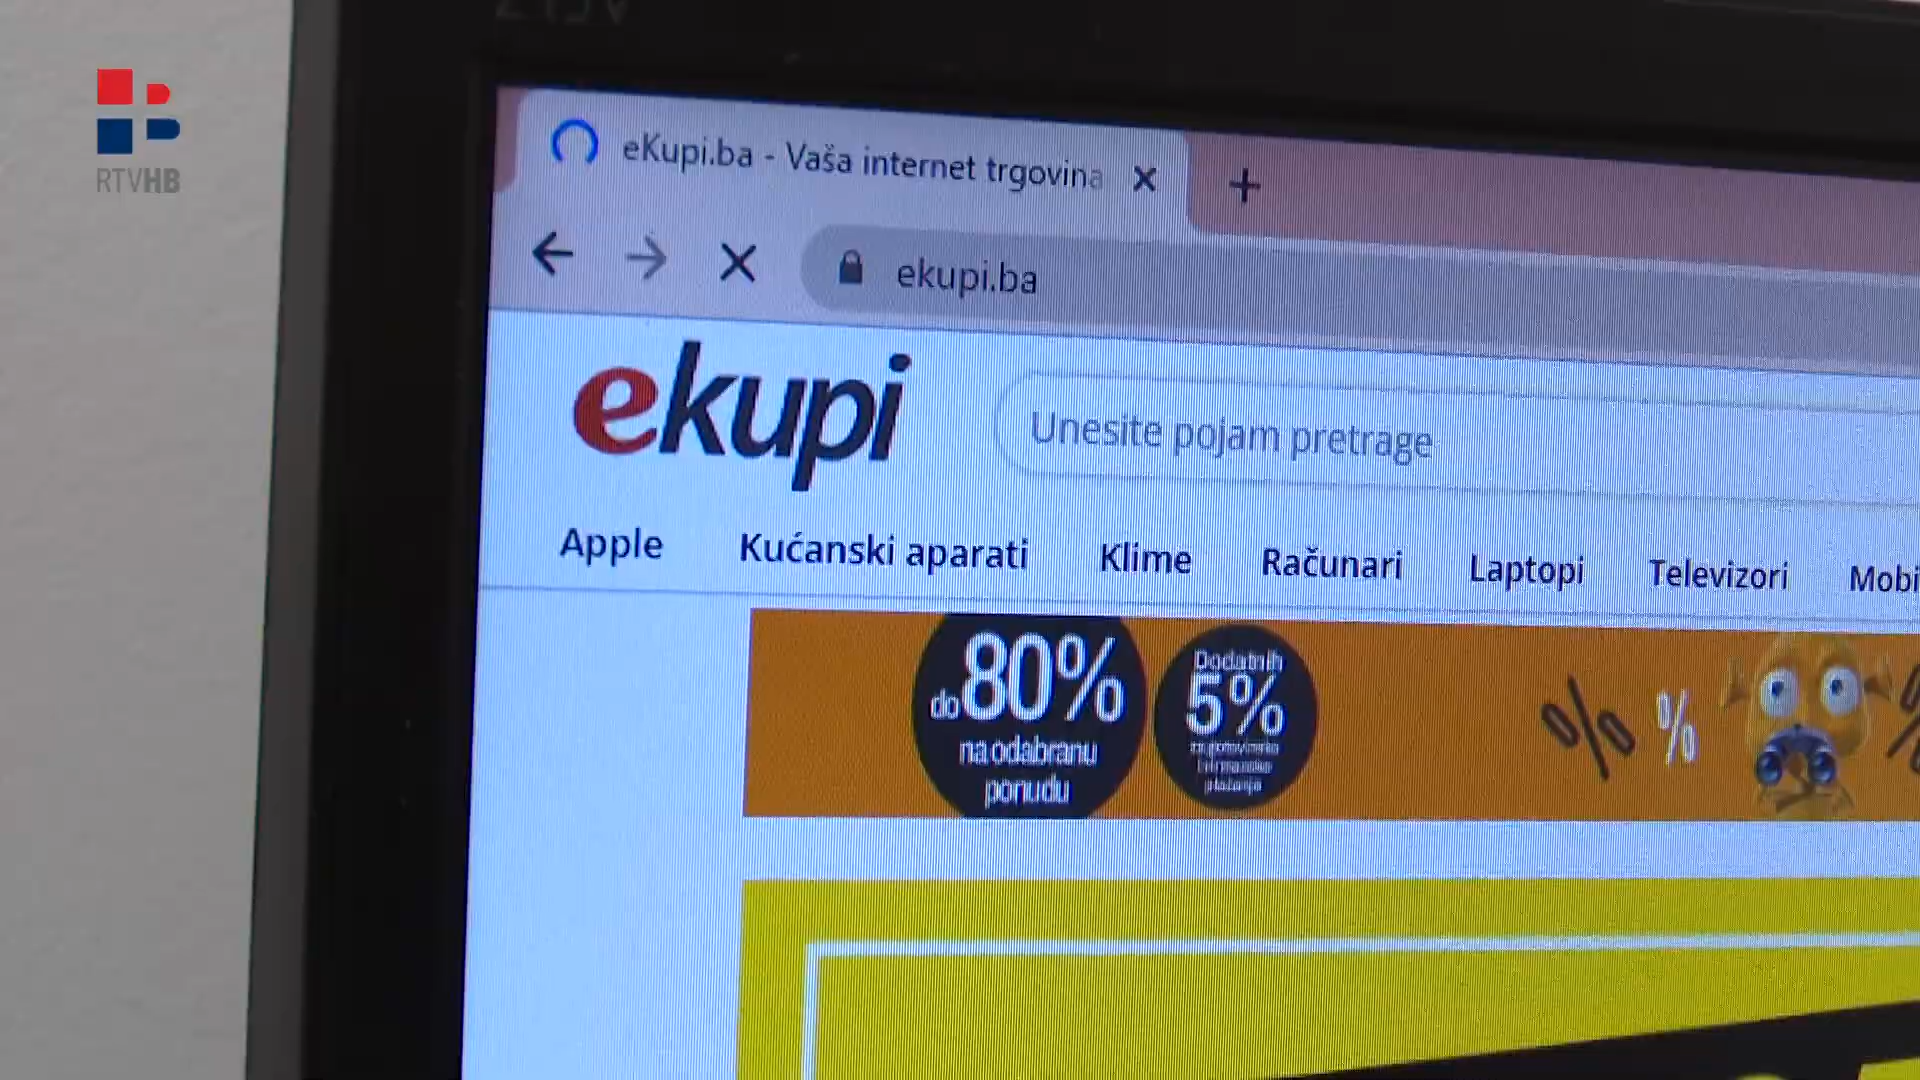 RTVHB
eKupi.ba - Vaša internet trgovina
ekupi.ba
ekupi
Unesite pojam pretrage
Apple Kućanski aparati Klime Računari Laptopi Televizori Mobi
do 80%
na odabranu
ponudu
Dodatnih
5%
% %